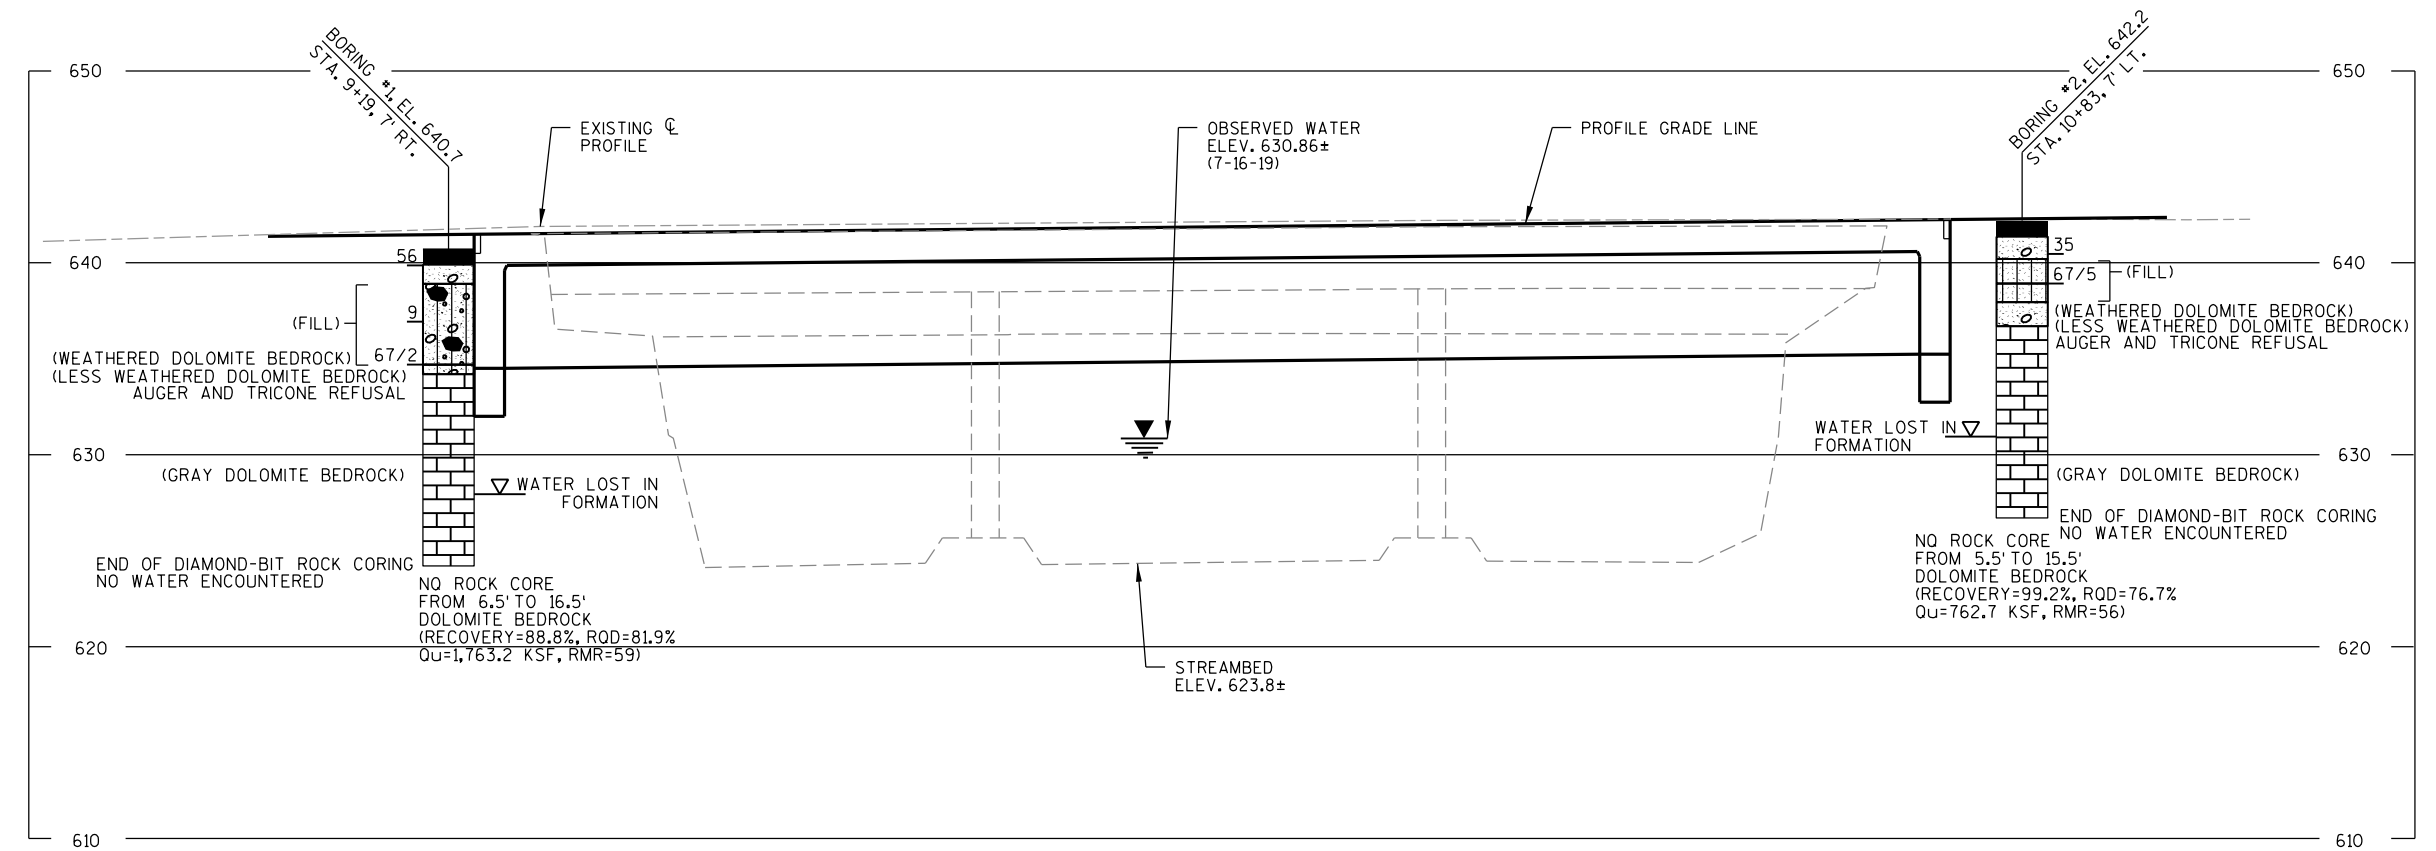 BORING #1, EL. 640.7
STA. 9+19, 7' RT.
BORING #2, EL. 642.2
STA. 10+83, 7' LT.
650
650
EXISTING ℄
PROFILE
OBSERVED WATER
ELEV. 630.86±
(7-16-19)
PROFILE GRADE LINE
640
640
56
9
67/2
(FILL)
(WEATHERED DOLOMITE BEDROCK)
(LESS WEATHERED DOLOMITE BEDROCK)
AUGER AND TRICONE REFUSAL
35
67/5
(FILL)
(WEATHERED DOLOMITE BEDROCK)
(LESS WEATHERED DOLOMITE BEDROCK)
AUGER AND TRICONE REFUSAL
WATER LOST IN
FORMATION
630
630
(GRAY DOLOMITE BEDROCK)
WATER LOST IN
FORMATION
(GRAY DOLOMITE BEDROCK)
END OF DIAMOND-BIT ROCK CORING
NO WATER ENCOUNTERED
END OF DIAMOND-BIT ROCK CORING
NO WATER ENCOUNTERED
NQ ROCK CORE
FROM 6.5' TO 16.5'
DOLOMITE BEDROCK
(RECOVERY=88.8%, RQD=81.9%
Qu=1,763.2 KSF, RMR=59)
NQ ROCK CORE
FROM 5.5' TO 15.5'
DOLOMITE BEDROCK
(RECOVERY=99.2%, RQD=76.7%
Qu=762.7 KSF, RMR=56)
620
620
STREAMBED
ELEV. 623.8±
610
610